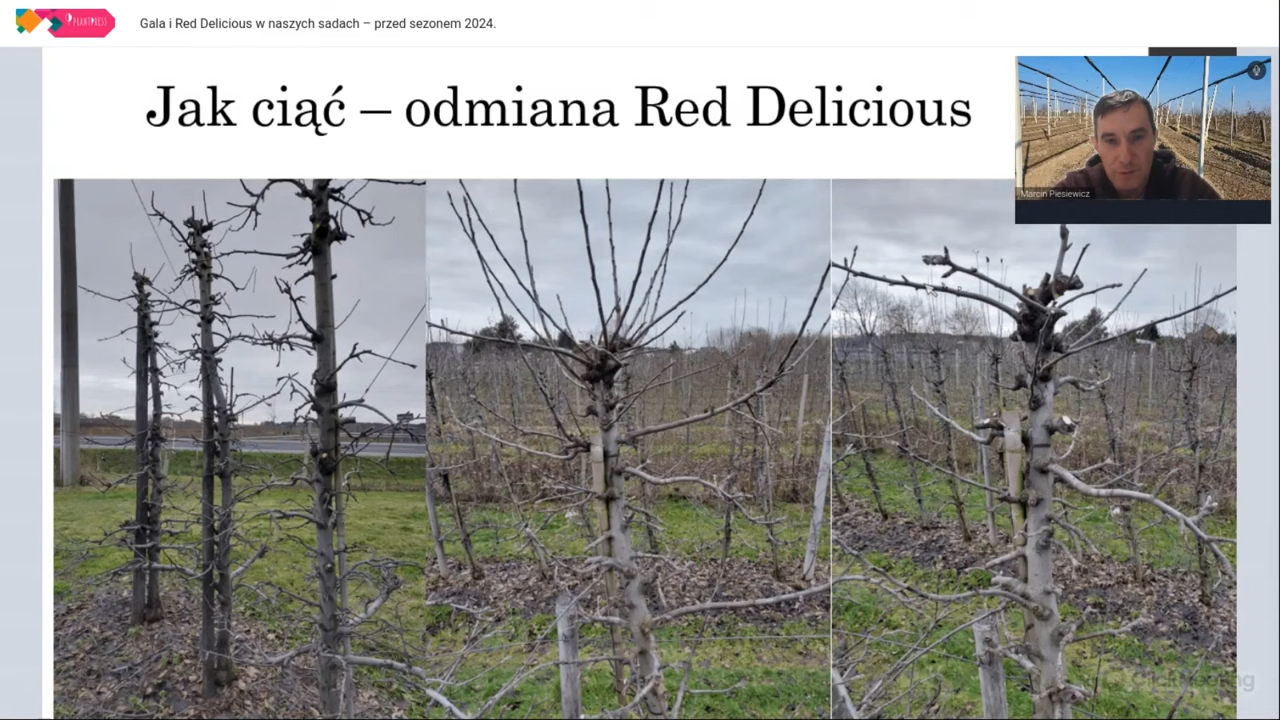 PLANTPRESS
Gala i Red Delicious w naszych sadach – przed sezonem 2024.
Jak ciąć – odmiana Red Delicious
Marcin Piesiewicz